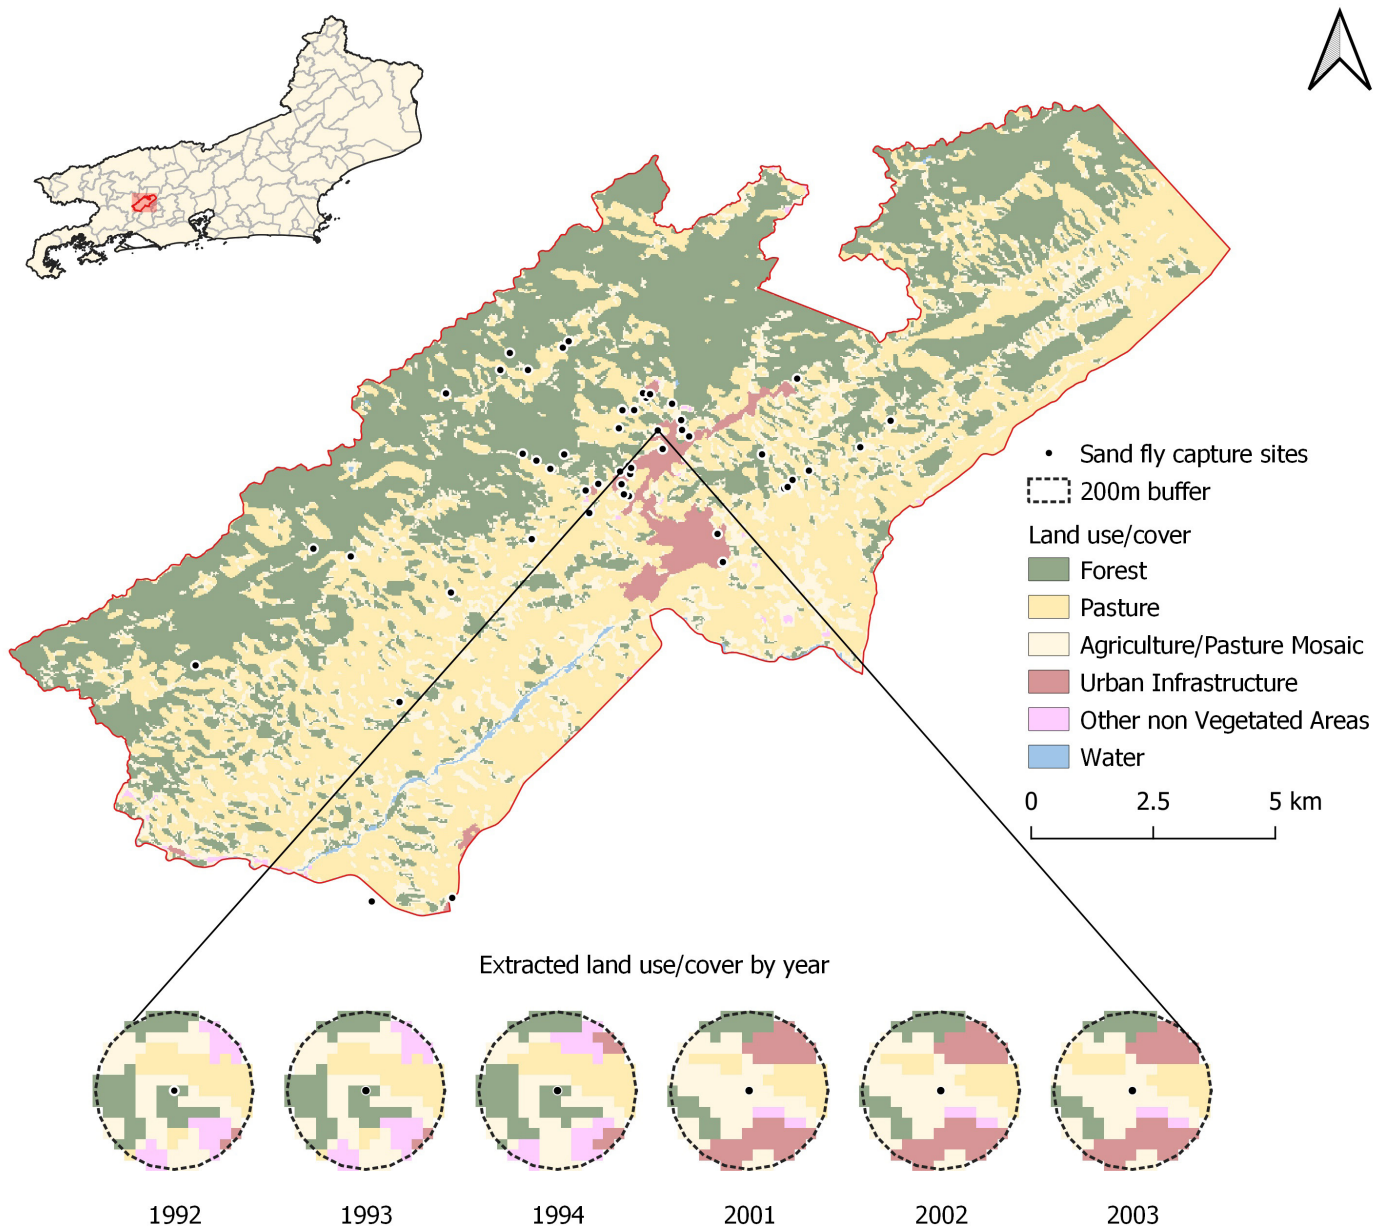 Sand fly capture sites
200m buffer
Land use/cover
Forest
Pasture
Agriculture/Pasture Mosaic
Urban Infrastructure
Other non Vegetated Areas
Water
0 2.5 5 km
Extracted land use/cover by year
1992 1993 1994 2001 2002 2003